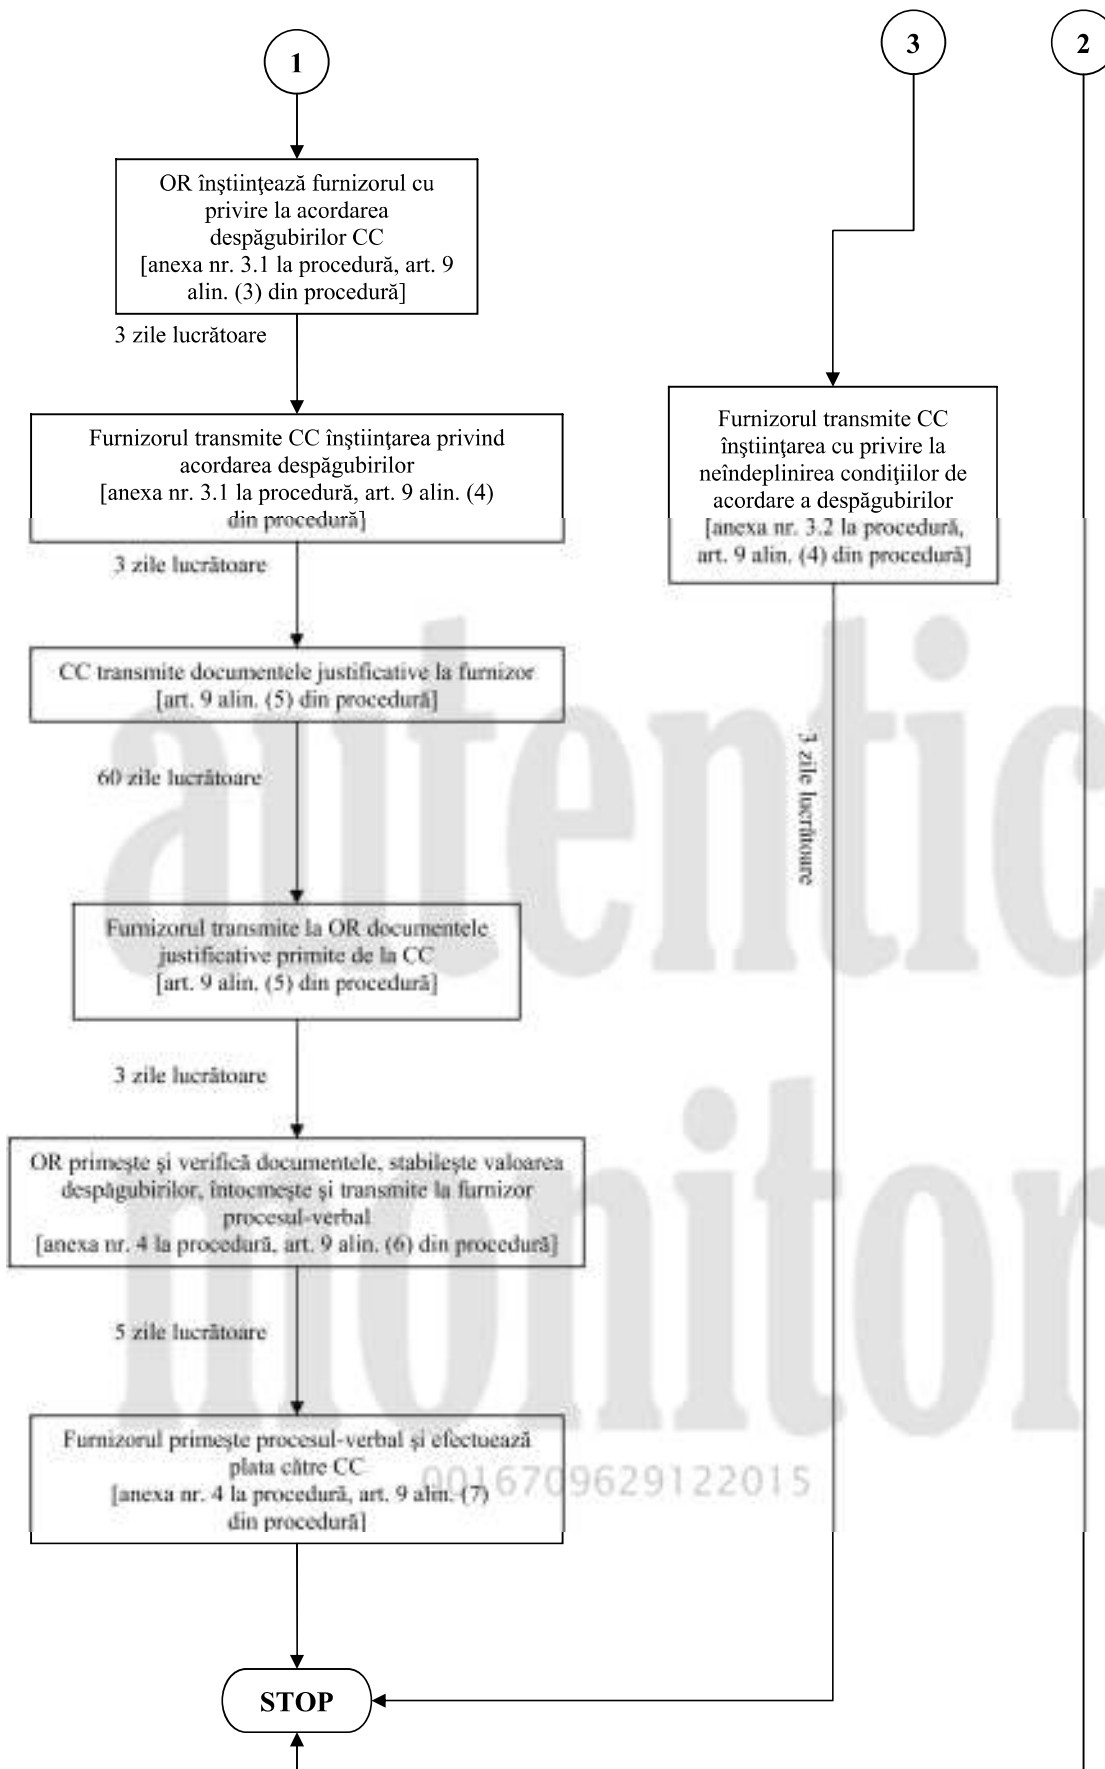 1
3
2
OR înştiinţează furnizorul cu
privire la acordarea
despăgubirilor CC
[anexa nr. 3.1 la procedură, art. 9
alin. (3) din procedură]
3 zile lucrătoare
Furnizorul transmite CC înştiinţarea privind
acordarea despăgubirilor
[anexa nr. 3.1 la procedură, art. 9 alin. (4)
din procedură]
3 zile lucrătoare
CC transmite documentele justificative la furnizor
[art. 9 alin. (5) din procedură]
60 zile lucrătoare
Furnizorul transmite la OR documentele
justificative primite de la CC
[art. 9 alin. (5) din procedură]
3 zile lucrătoare
OR primeşte şi verifică documentele, stabileşte valoarea
despăgubirilor, întocmeşte şi transmite la furnizor
procesul-verbal
[anexa nr. 4 la procedură, art. 9 alin. (6) din procedură]
5 zile lucrătoare
Furnizorul primeşte procesul-verbal şi efectuează
plata către CC
[anexa nr. 4 la procedură, art. 9 alin. (7)
din procedură]
Furnizorul transmite CC
înştiinţarea cu privire la
neîndeplinirea condiţiilor de
acordare a despăgubirilor
[anexa nr. 3.2 la procedură,
art. 9 alin. (4) din procedură]
3 zile lucrătoare
STOP
autentic
monitor
0016709629122015